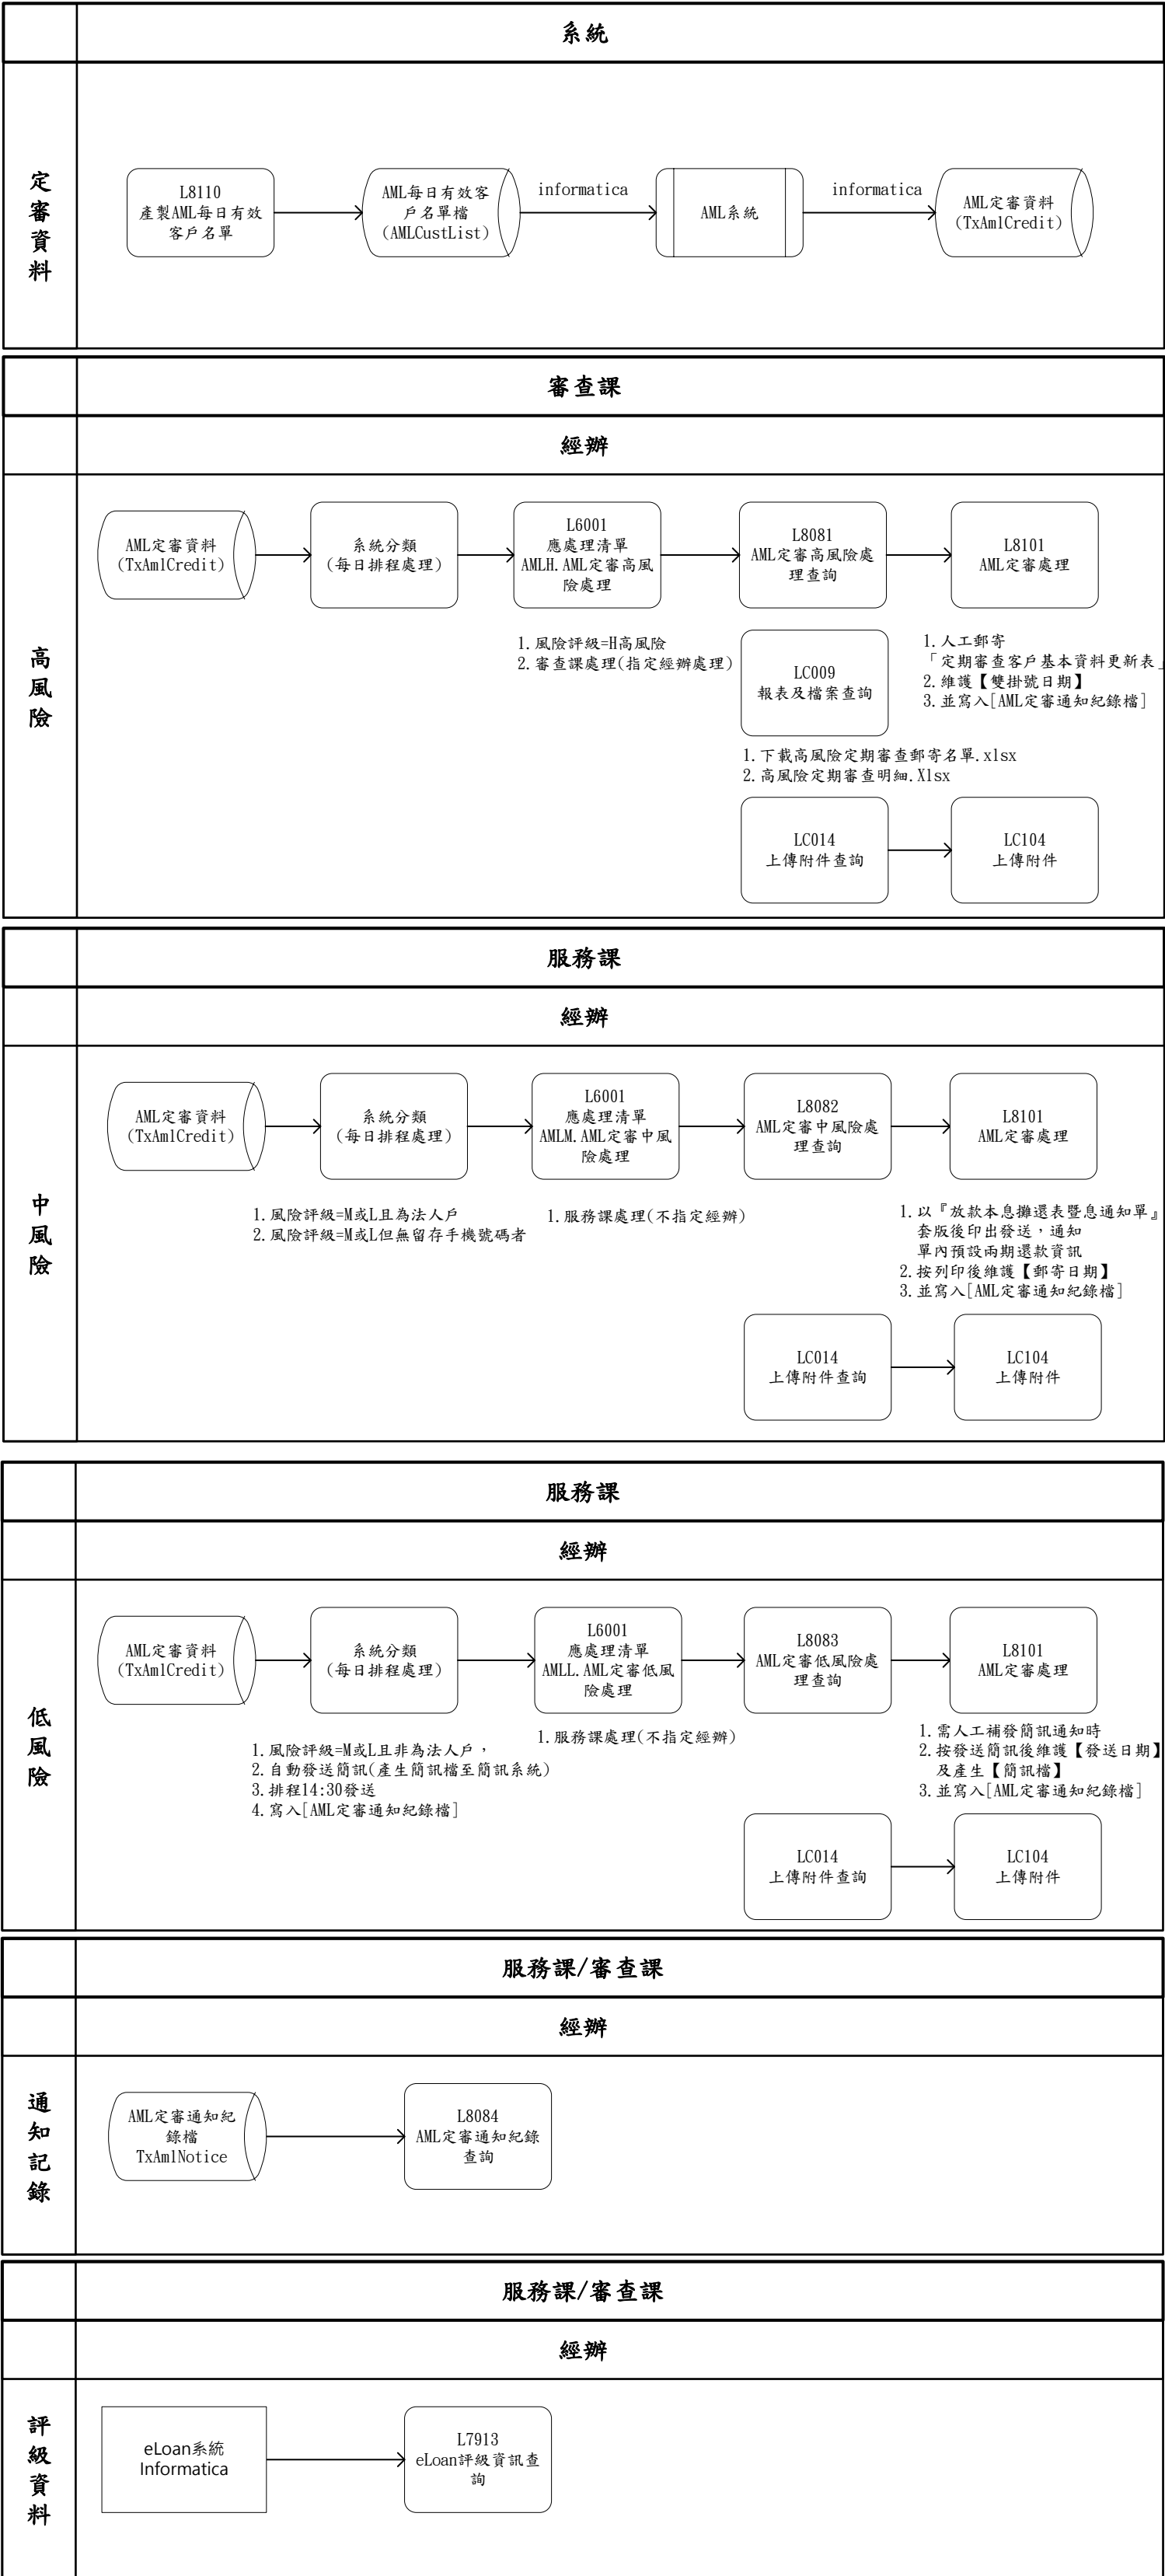 系統
定審資料
L8110
產製AML每日有效
客戶名單
AML每日有效客
戶名單檔
(AMLCustList)
informatica
AML系統
informatica
AML定審資料
(TxAmlCredit)
審查課
經辦
高風險
AML定審資料
(TxAmlCredit)
系統分類
(每日排程處理)
L6001
應處理清單
AMLH.AML定審高風
險處理
L8081
AML定審高風險處
理查詢
L8101
AML定審處理
1.風險評級=H高風險
2.審查課處理(指定經辦處理)
LC009
報表及檔案查詢
1.人工郵寄
「定期審查客戶基本資料更新表」
2.維護【雙掛號日期】
3.並寫入[AML定審通知紀錄檔]
1.下載高風險定期審查郵寄名單.xlsx
2.高風險定期審查明細.Xlsx
LC014
上傳附件查詢
LC104
上傳附件
服務課
經辦
中風險
AML定審資料
(TxAmlCredit)
系統分類
(每日排程處理)
L6001
應處理清單
AMLM.AML定審中風
險處理
L8082
AML定審中風險處
理查詢
L8101
AML定審處理
1.風險評級=M或L且為法人戶
2.風險評級=M或L但無留存手機號碼者
1.服務課處理(不指定經辦)
1.以『放款本息攤還表暨息通知單』
套版後印出發送，通知
單內預設兩期還款資訊
2.按列印後維護【郵寄日期】
3.並寫入[AML定審通知紀錄檔]
LC014
上傳附件查詢
LC104
上傳附件
服務課
經辦
低風險
AML定審資料
(TxAmlCredit)
系統分類
(每日排程處理)
L6001
應處理清單
AMLL.AML定審低風
險處理
L8083
AML定審低風險處
理查詢
L8101
AML定審處理
1.風險評級=M或L且非為法人戶，
2.自動發送簡訊(產生簡訊檔至簡訊系統)
3.排程14:30發送
4.寫入[AML定審通知紀錄檔]
1.服務課處理(不指定經辦)
1.需人工補發簡訊通知時
2.按發送簡訊後維護【發送日期】
及產生【簡訊檔】
3.並寫入[AML定審通知紀錄檔]
LC014
上傳附件查詢
LC104
上傳附件
服務課/審查課
經辦
通知記錄
AML定審通知紀
錄檔
TxAmlNotice
L8084
AML定審通知紀錄
查詢
服務課/審查課
經辦
評級資料
eLoan系統
Informatica
L7913
eLoan評級資訊查
詢